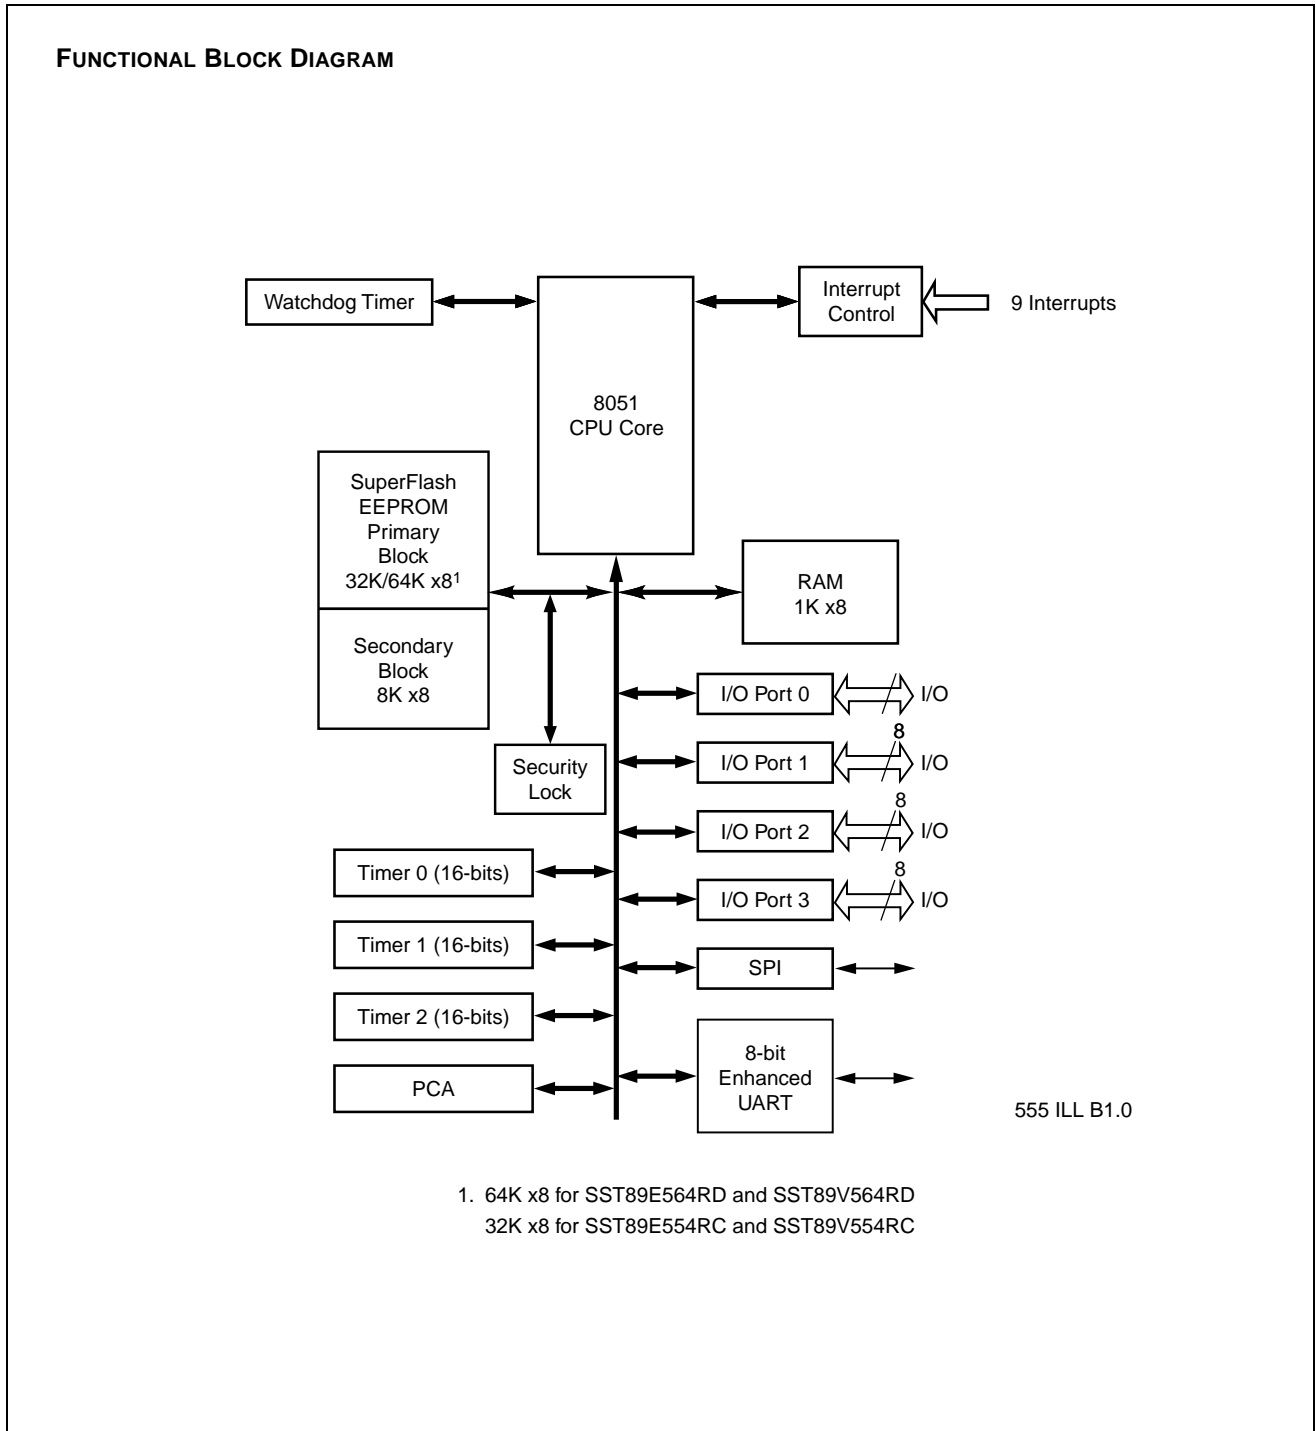 FUNCTIONAL BLOCK DIAGRAM
Watchdog Timer
8051
CPU Core
Interrupt
Control
9 Interrupts
SuperFlash
EEPROM
Primary
Block
32K/64K x8¹
Secondary
Block
8K x8
Security
Lock
RAM
1K x8
I/O Port 0
I/O
8
I/O Port 1
I/O
8
I/O Port 2
I/O
8
I/O Port 3
I/O
Timer 0 (16-bits)
Timer 1 (16-bits)
Timer 2 (16-bits)
PCA
SPI
8-bit
Enhanced
UART
555 ILL B1.0
1. 64K x8 for SST89E564RD and SST89V564RD
32K x8 for SST89E554RC and SST89V554RC